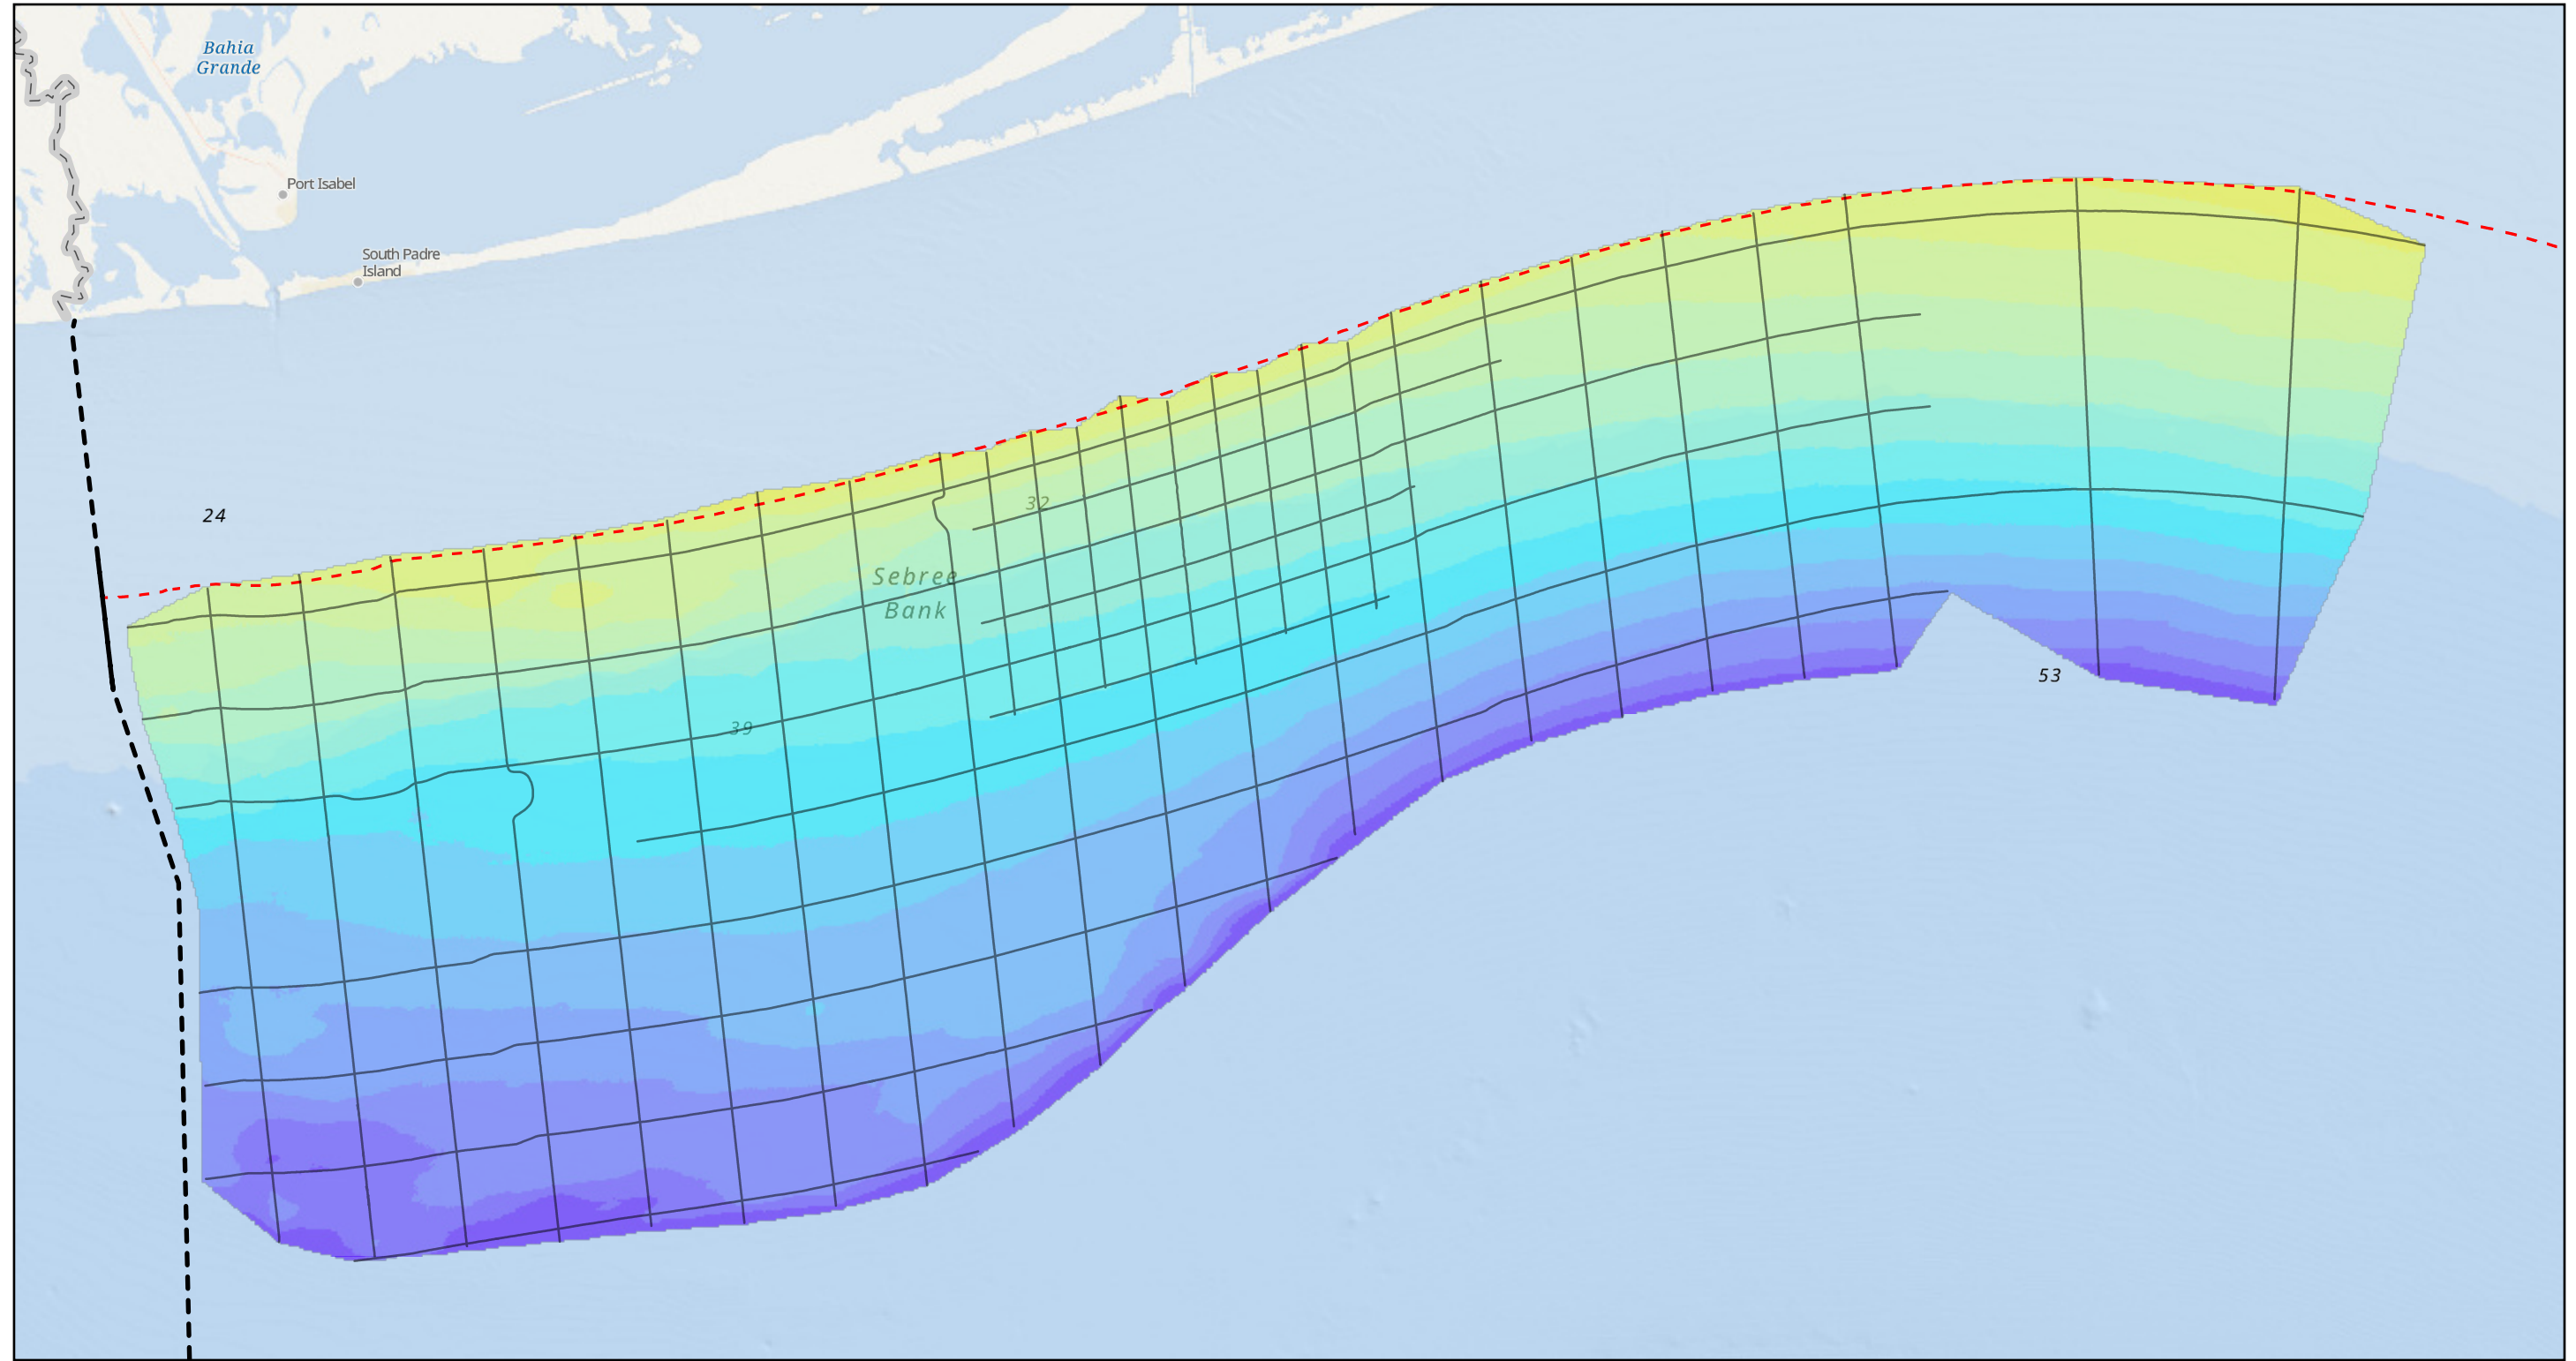 Bahia
Grande
Port Isabel
South Padre
Island
24
32
Sebree
Bank
39
53